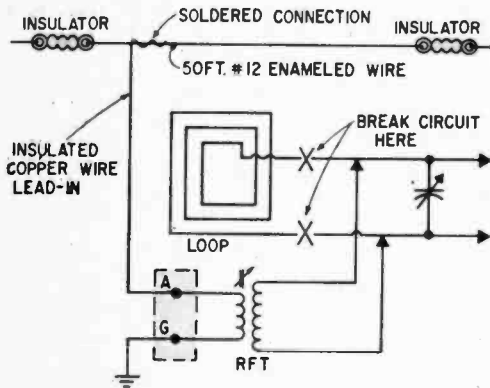 INSULATOR
SOLDERED CONNECTION
INSULATOR
50FT. #12 ENAMELED WIRE
BREAK CIRCUIT
HERE
INSULATED
COPPER WIRE
LEAD-IN
LOOP
A
G
RFT